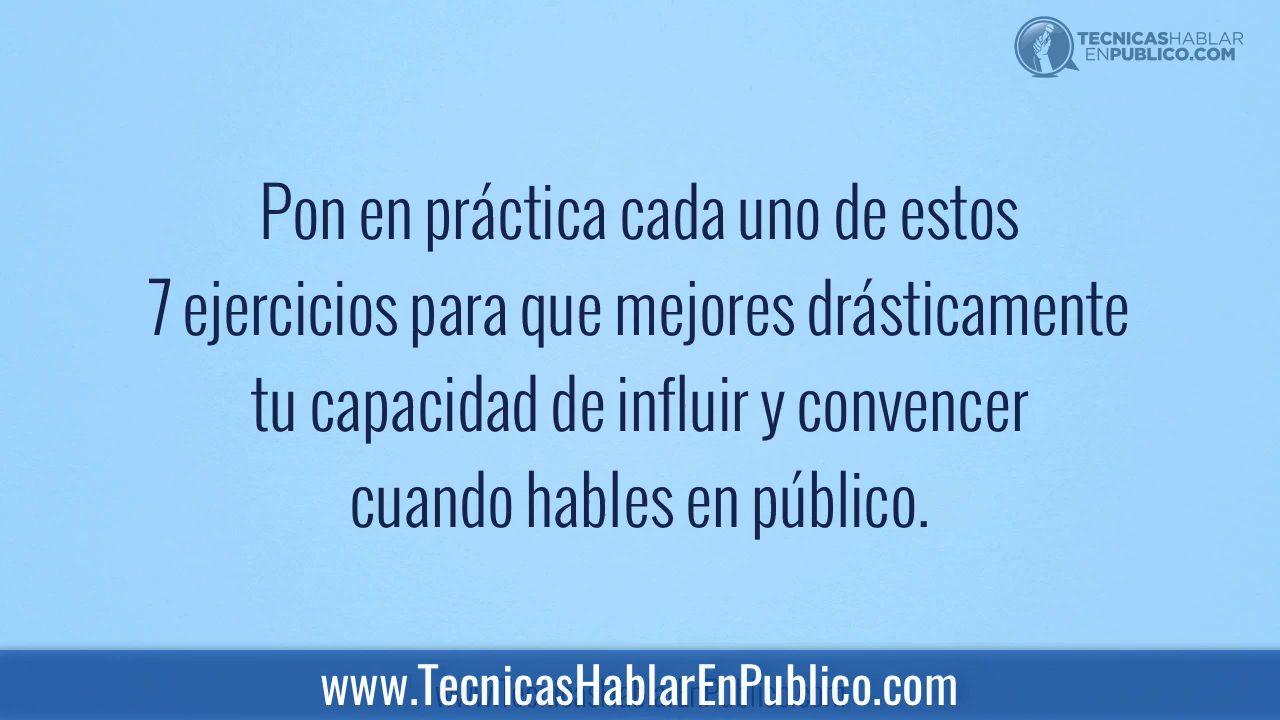 TECNICASHABLAR
ENPUBLICO.COM
Pon en práctica cada uno de estos
7 ejercicios para que mejores drásticamente
tu capacidad de influir y convencer
cuando hables en público.
www.TecnicasHablarEnPublico.com